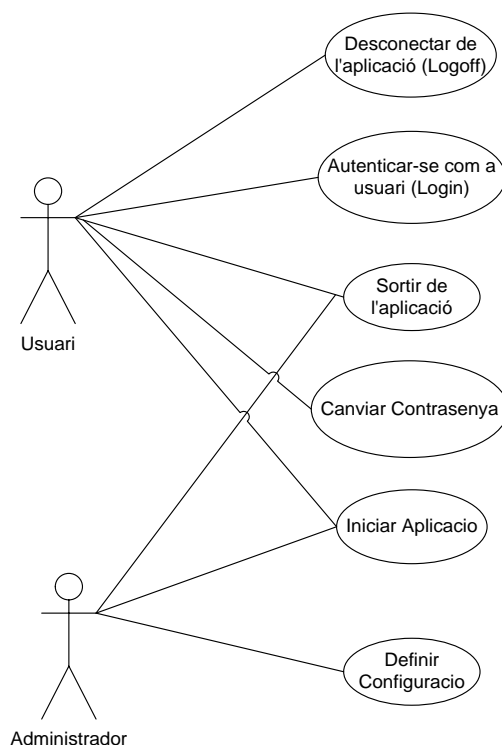 Desconectar de
l'aplicació (Logoff)
Autenticar-se com a
usuari (Login)
Sortir de
l'aplicació
Usuari
Canviar Contrasenya
Iniciar Aplicacio
Definir
Configuracio
Administrador